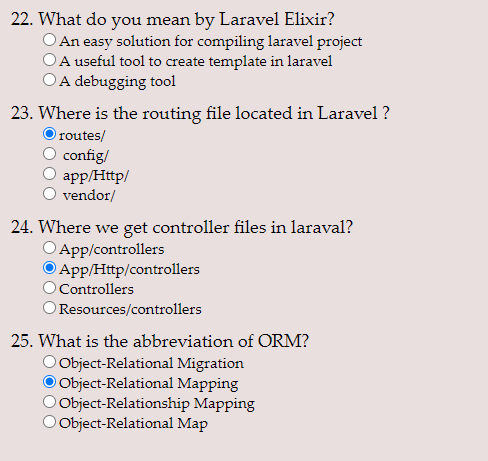 22. What do you mean by Laravel Elixir?
An easy solution for compiling laravel project
A useful tool to create template in laravel
A debugging tool
23. Where is the routing file located in Laravel ?
routes/
config/
app/Http/
vendor/
24. Where we get controller files in laraval?
App/controllers
App/Http/controllers
Controllers
Resources/controllers
25. What is the abbreviation of ORM?
Object-Relational Migration
Object-Relational Mapping
Object-Relationship Mapping
Object-Relational Map